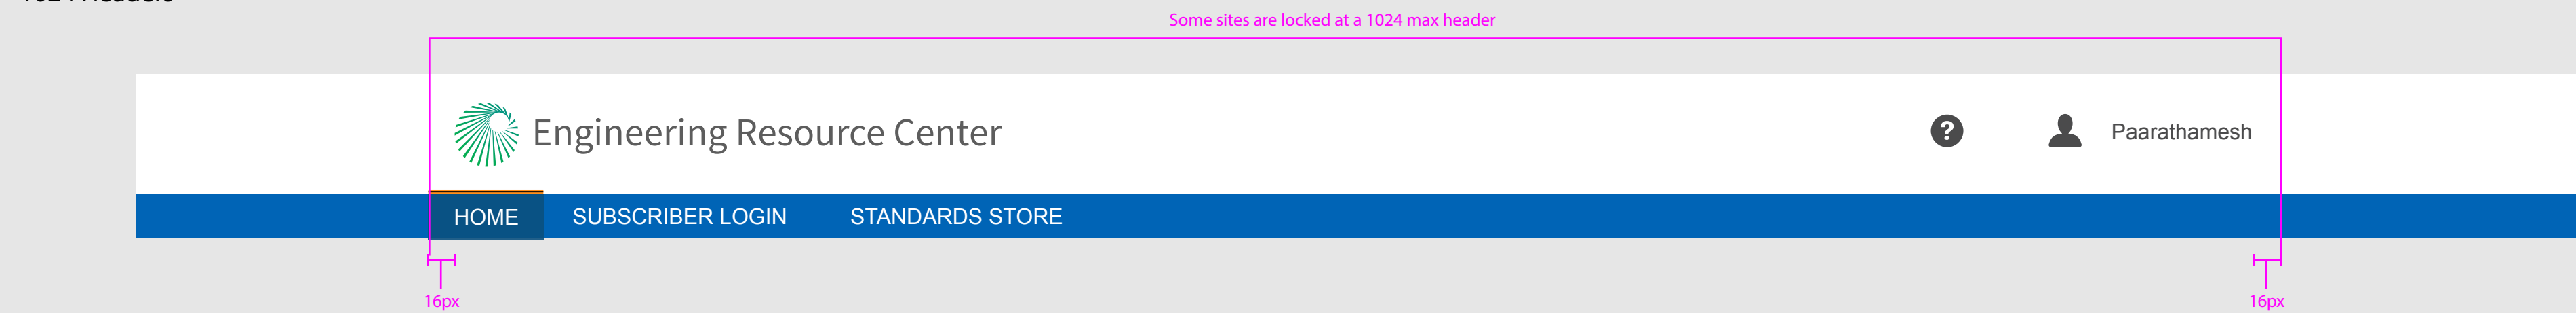 Some sites are locked at a 1024 max header
Engineering Resource Center
? Paarathamesh
HOME SUBSCRIBER LOGIN STANDARDS STORE
16px 16px